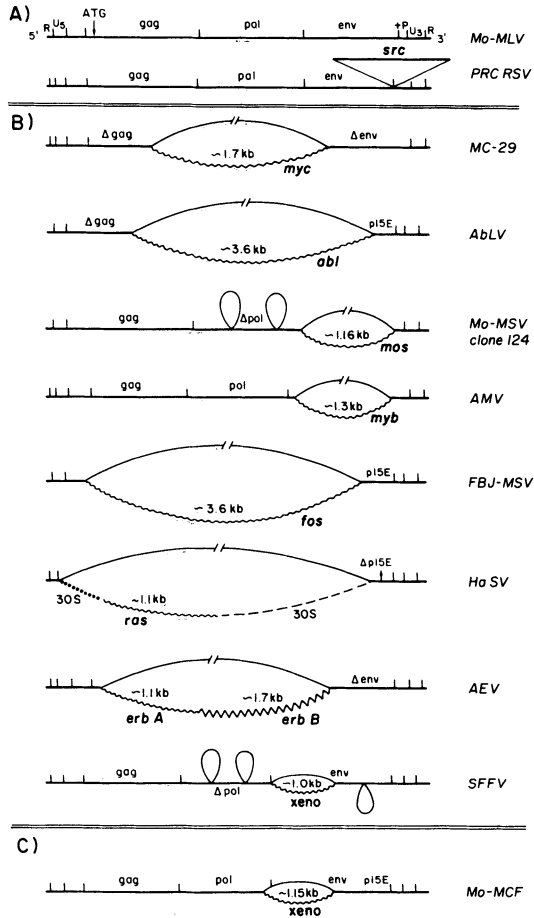 A)
ATG
R U5 gag pol env +P U3 R
5' 3' Mo-MLV
src
gag pol env PRC RSV
B)
Δgag Δenv
~1.7kb MC-29
myc
Δgag p15E
~3.6kb AbLV
abl
gag Δpol Mo-MSV
~1.16kb clone 124
mos
gag pol AMV
~1.3kb
myb
p15E
FBJ-MSV
~3.6kb
fos
Δp15E
30S ~1.1kb HaSV
ras 30S
Δenv
~1.1kb ~1.7kb AEV
erb A erb B
gag env
Δpol ~1.0kb SFFV
xeno
C)
gag pol env p15E
~1.15kb Mo-MCF
xeno